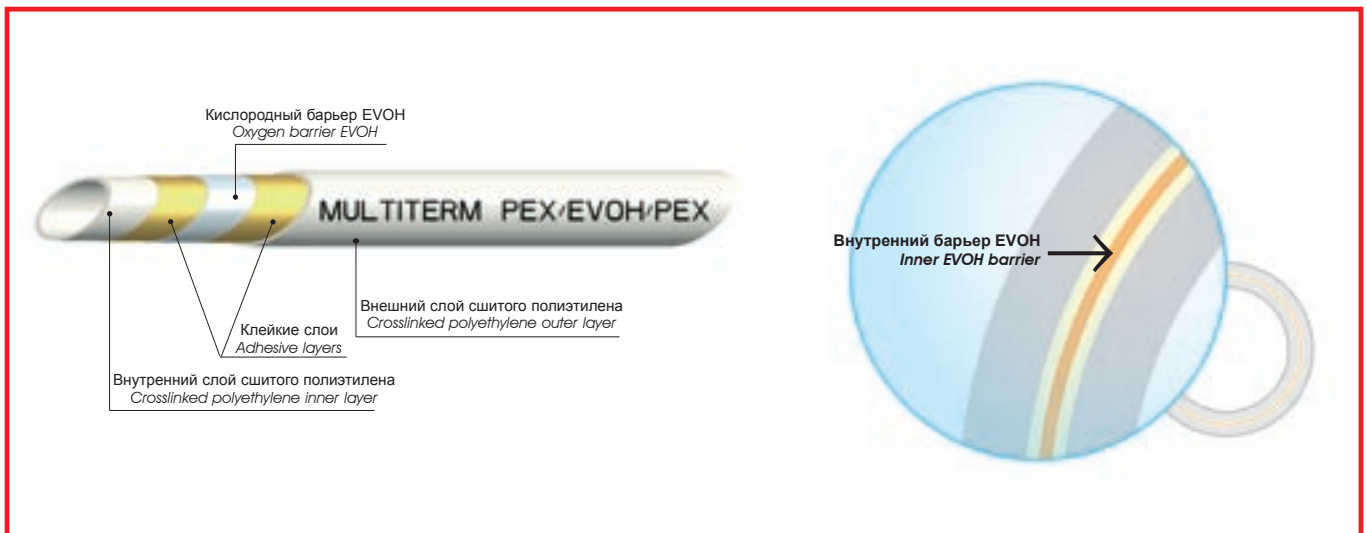 Кислородный барьер EVOH
Oxygen barrier EVOH
MULTITERM PEX/EVOH/PEX
Внешний слой сшитого полиэтилена
Crosslinked polyethylene outer layer
Клейкие слои
Adhesive layers
Внутренний слой сшитого полиэтилена
Crosslinked polyethylene inner layer
Внутренний барьер EVOH
Inner EVOH barrier